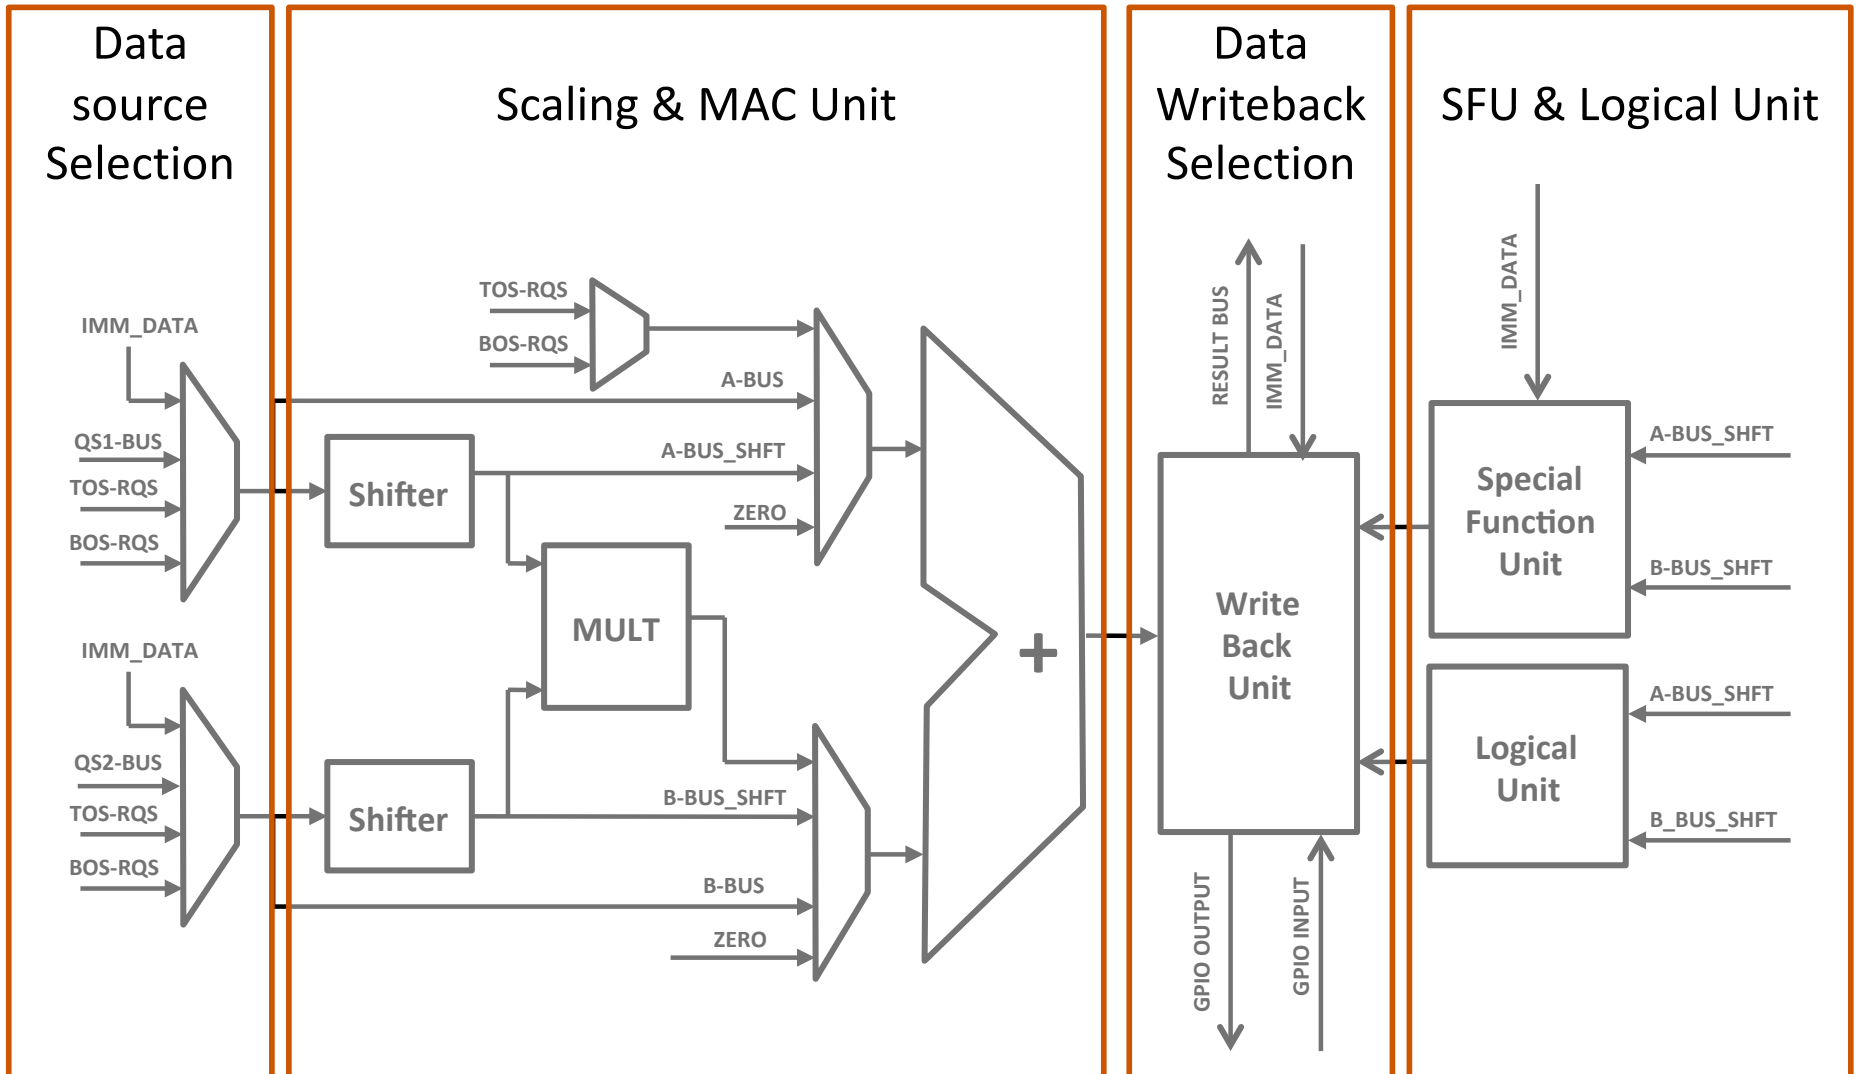 Data
source
Selection
IMM_DATA
QS1-BUS
TOS-RQS
BOS-RQS
IMM_DATA
QS2-BUS
TOS-RQS
BOS-RQS
Scaling & MAC Unit
TOS-RQS
BOS-RQS
A-BUS
A-BUS_SHFT
ZERO
Shifter
MULT
Shifter
B-BUS_SHFT
B-BUS
ZERO
+
Data
Writeback
Selection
RESULT BUS
IMM_DATA
Write
Back
Unit
GPIO OUTPUT
GPIO INPUT
SFU & Logical Unit
IMM_DATA
Special
Function
Unit
A-BUS_SHFT
B-BUS_SHFT
Logical
Unit
A-BUS_SHFT
B_BUS_SHFT